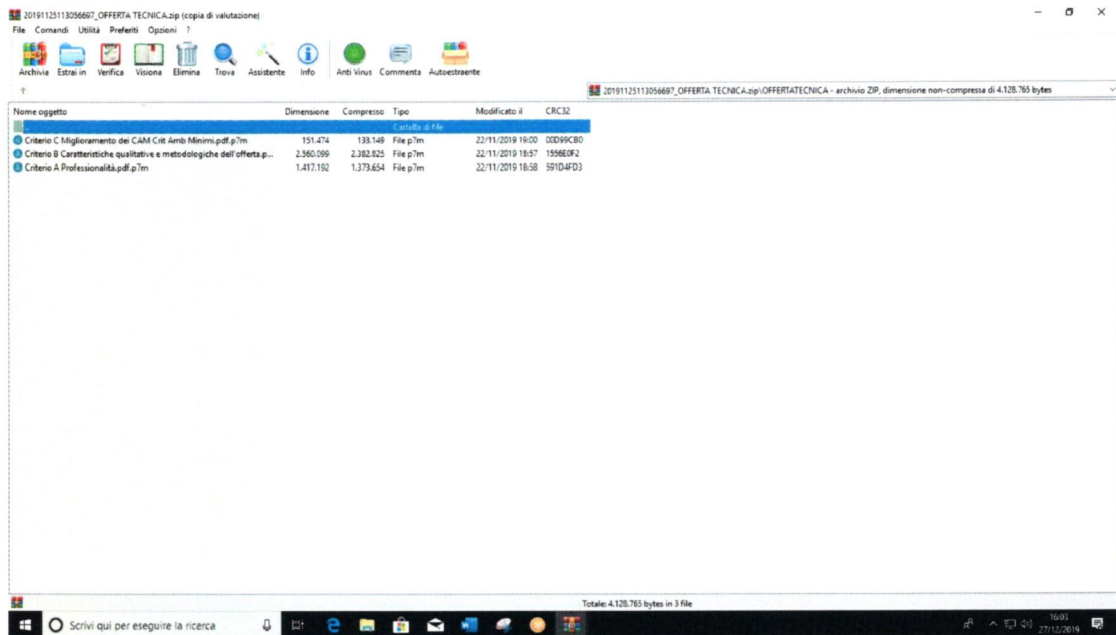 20191125113056697_OFFERTA TECNICA.zip (copia di valutazione)
File Comandi Utilità Preferiti Opzioni ?
Archivia Estrai in Verifica Visiona Elimina Trova Assistente Info Anti Virus Commenta Autoestraente
20191125113056697_OFFERTA TECNICA.zip\OFFERTATECNICA - archivio ZIP, dimensione non-compressa di 4.128.765 bytes
Nome oggetto Dimensione Compresso Tipo Modificato il CRC32
.. Cartella di file
Criterio C Miglioramento dei CAM Crit Amb Minimi.pdf.p7m 151.474 133.149 File p7m 22/11/2019 19:00 00D99CB0
Criterio B Caratteristiche qualitative e metodologiche dell'offerta.p... 2.560.099 2.382.825 File p7m 22/11/2019 18:57 1556E0F2
Criterio A Professionalità.pdf.p7m 1.417.192 1.373.654 File p7m 22/11/2019 18:58 591D4FD3
Totale: 4.128.765 bytes in 3 file
Scrivi qui per eseguire la ricerca
16:03
27/12/2019